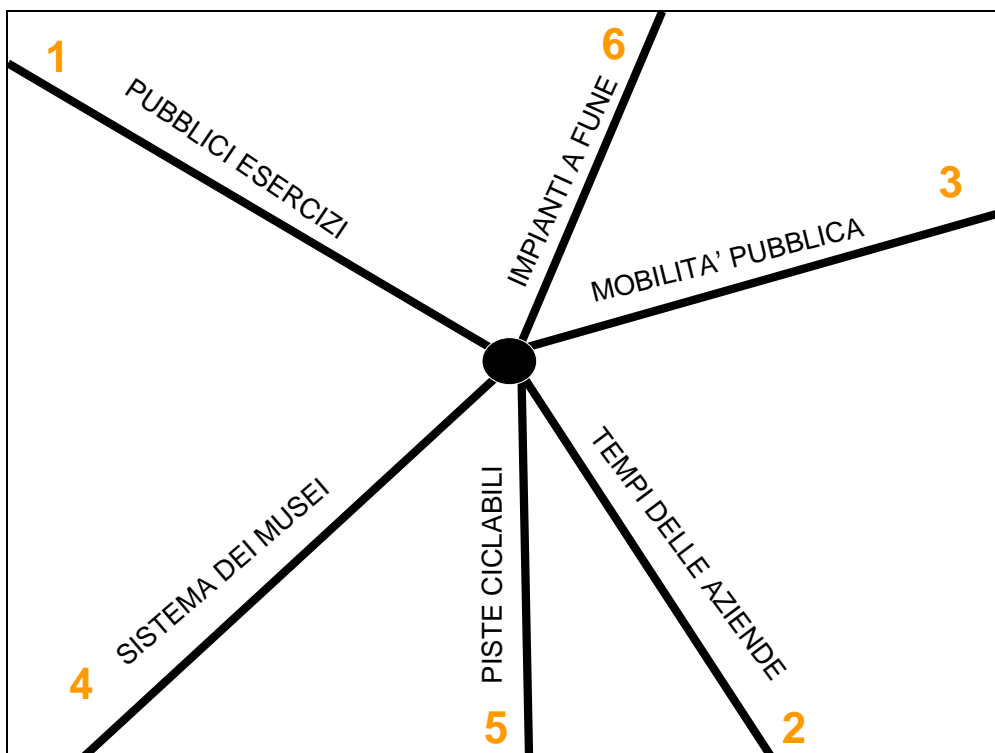 1
PUBBLICI ESERCIZI
6
IMPIANTI A FUNE
3
MOBILITA’ PUBBLICA
4
SISTEMA DEI MUSEI
5
PISTE CICLABILI
2
TEMPI DELLE AZIENDE